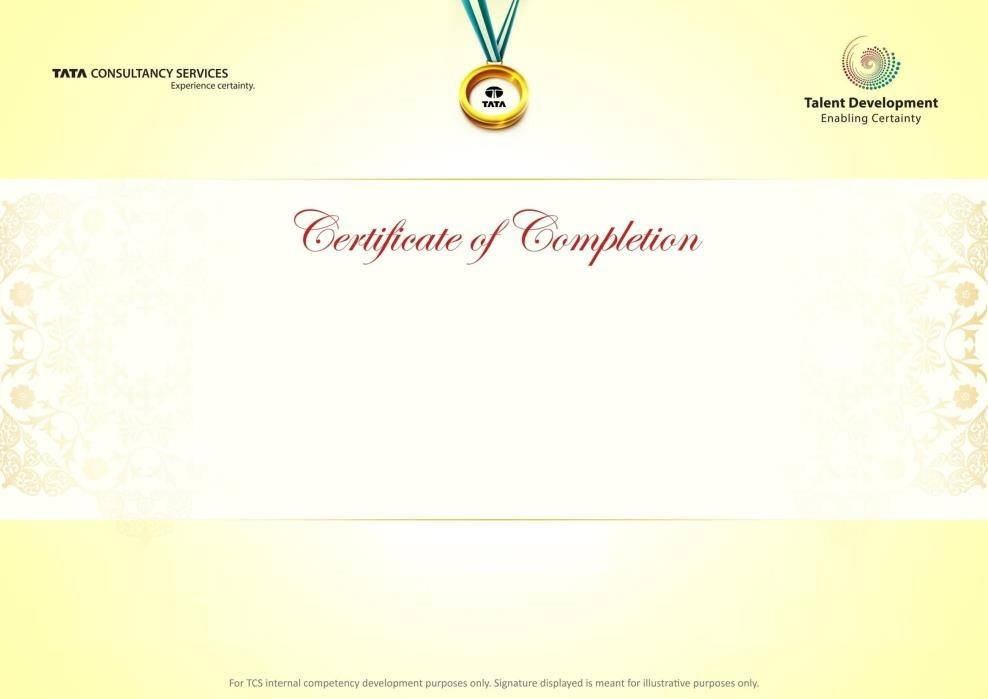 TATA CONSULTANCY SERVICES
Experience certainty.
TATA
Talent Development
Enabling Certainty
Certificate of Completion
For TCS internal competency development purposes only. Signature displayed is meant for illustrative purposes only.